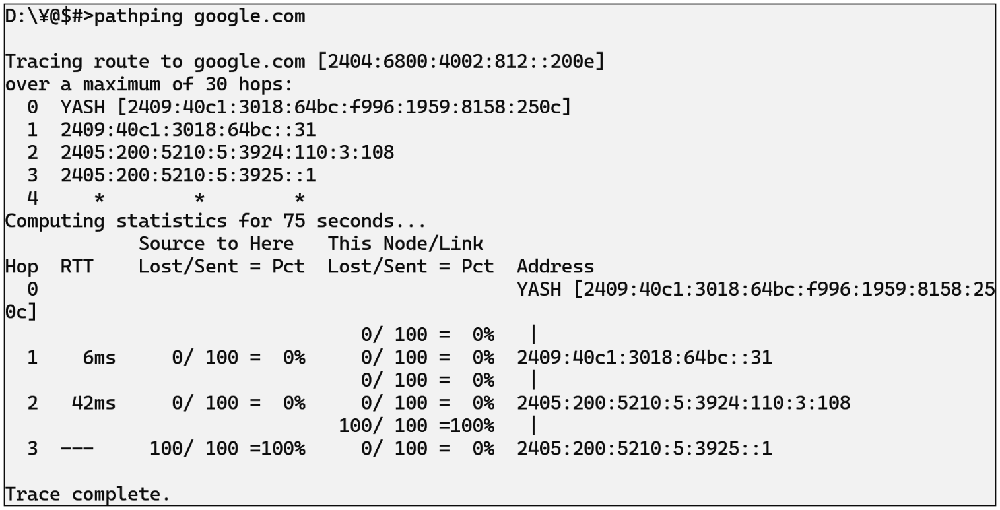 D:\¥@$#>pathping google.com

Tracing route to google.com [2404:6800:4002:812::200e]
over a maximum of 30 hops:
  0  YASH [2409:40c1:3018:64bc:f996:1959:8158:250c]
  1  2409:40c1:3018:64bc::31
  2  2405:200:5210:5:3924:110:3:108
  3  2405:200:5210:5:3925::1
  4     *        *        *
Computing statistics for 75 seconds...
            Source to Here   This Node/Link
Hop  RTT    Lost/Sent = Pct  Lost/Sent = Pct  Address
  0                                           YASH [2409:40c1:3018:64bc:f996:1959:8158:25
0c]
                                0/ 100 =  0%   |
  1    6ms     0/ 100 =  0%     0/ 100 =  0%  2409:40c1:3018:64bc::31
                                0/ 100 =  0%   |
  2   42ms     0/ 100 =  0%     0/ 100 =  0%  2405:200:5210:5:3924:110:3:108
                              100/ 100 =100%   |
  3  ---     100/ 100 =100%     0/ 100 =  0%  2405:200:5210:5:3925::1

Trace complete.